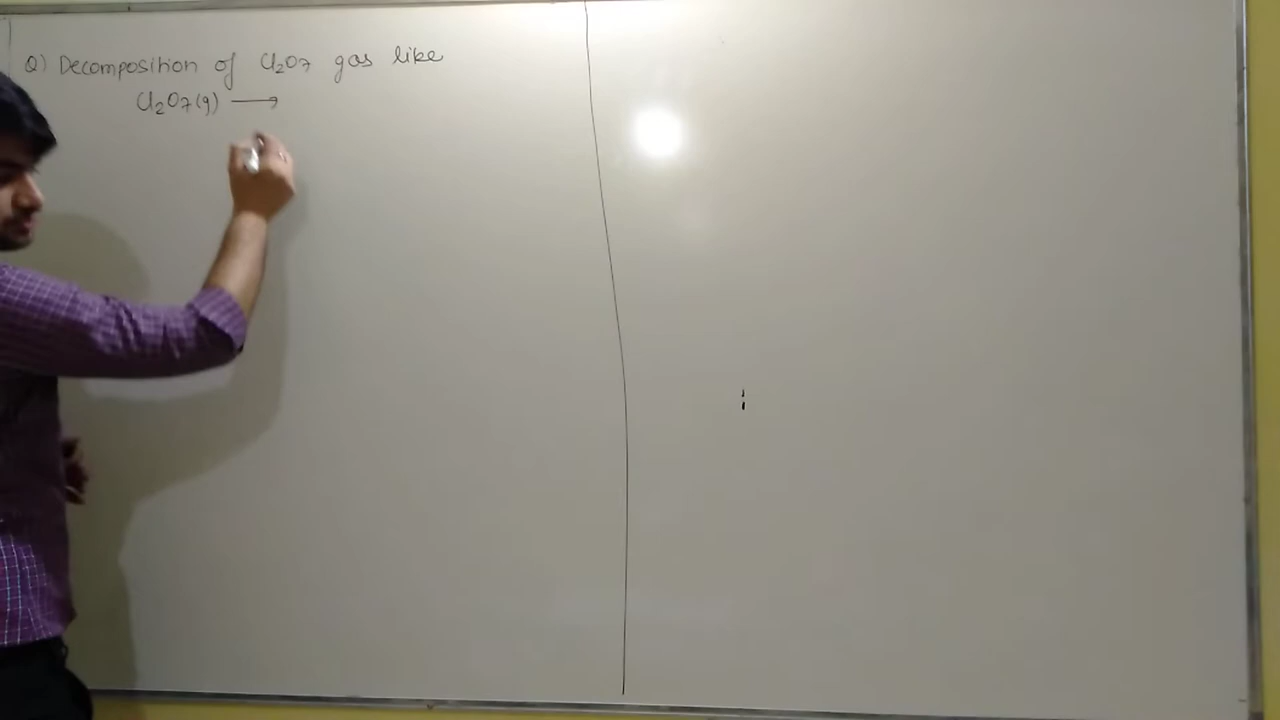 Q) Decomposition of Cl2O7 gas like
Cl2O7(g) ⟶